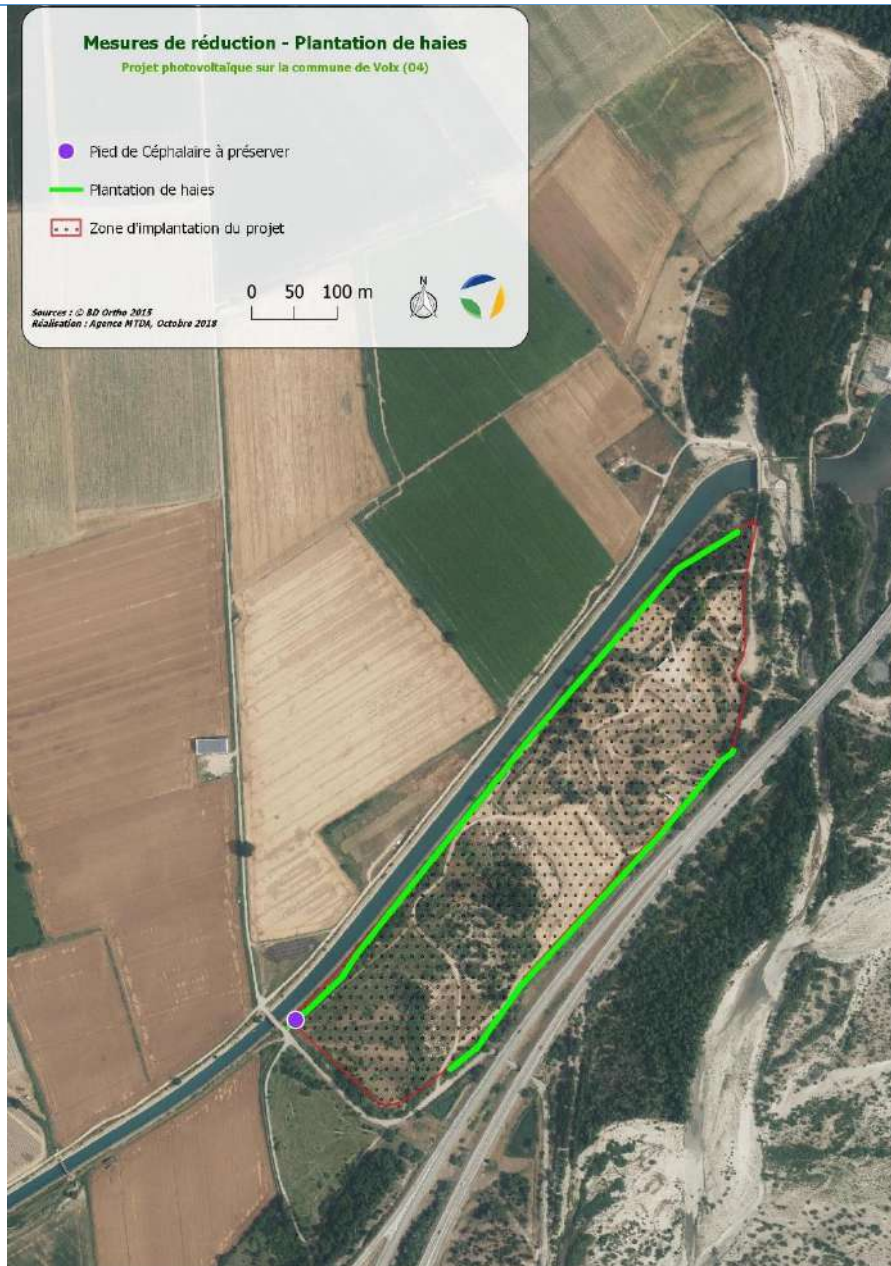 Mesures de réduction - Plantation de haies
Projet photovoltaïque sur la commune de Volx (04)
Pied de Céphalaire à préserver
Plantation de haies
Zone d'implantation du projet
0 50 100 m
N
Sources : © BD Ortho 2015
Réalisation : Agence MTDA, Octobre 2018